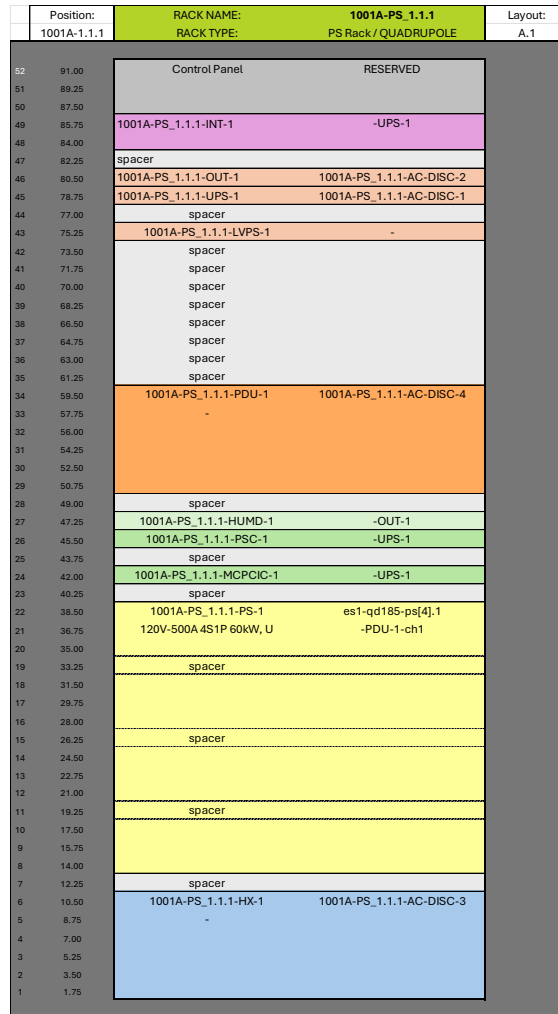 Position: RACK NAME: 1001A-PS_1.1.1 Layout:
1001A-1.1.1 RACK TYPE: PS Rack / QUADRUPOLE A.1
52 91.00 Control Panel RESERVED
51 89.25
50 87.50
49 85.75 1001A-PS_1.1.1-INT-1 -UPS-1
48 84.00
47 82.25 spacer
46 80.50 1001A-PS_1.1.1-OUT-1 1001A-PS_1.1.1-AC-DISC-2
45 78.75 1001A-PS_1.1.1-UPS-1 1001A-PS_1.1.1-AC-DISC-1
44 77.00 spacer
43 75.25 1001A-PS_1.1.1-LVPS-1 -
42 73.50 spacer
41 71.75 spacer
40 70.00 spacer
39 68.25 spacer
38 66.50 spacer
37 64.75 spacer
36 63.00 spacer
35 61.25 spacer
34 59.50 1001A-PS_1.1.1-PDU-1 1001A-PS_1.1.1-AC-DISC-4
33 57.75 -
32 56.00
31 54.25
30 52.50
29 50.75
28 49.00 spacer
27 47.25 1001A-PS_1.1.1-HUMD-1 -OUT-1
26 45.50 1001A-PS_1.1.1-PSC-1 -UPS-1
25 43.75 spacer
24 42.00 1001A-PS_1.1.1-MCPCIC-1 -UPS-1
23 40.25 spacer
22 38.50 1001A-PS_1.1.1-PS-1 es1-qd185-ps[4].1
21 36.75 120V-500A 4S1P 60kW, U -PDU-1-ch1
20 35.00
19 33.25 spacer
18 31.50
17 29.75
16 28.00
15 26.25 spacer
14 24.50
13 22.75
12 21.00
11 19.25 spacer
10 17.50
9 15.75
8 14.00
7 12.25 spacer
6 10.50 1001A-PS_1.1.1-HX-1 1001A-PS_1.1.1-AC-DISC-3
5 8.75 -
4 7.00
3 5.25
2 3.50
1 1.75